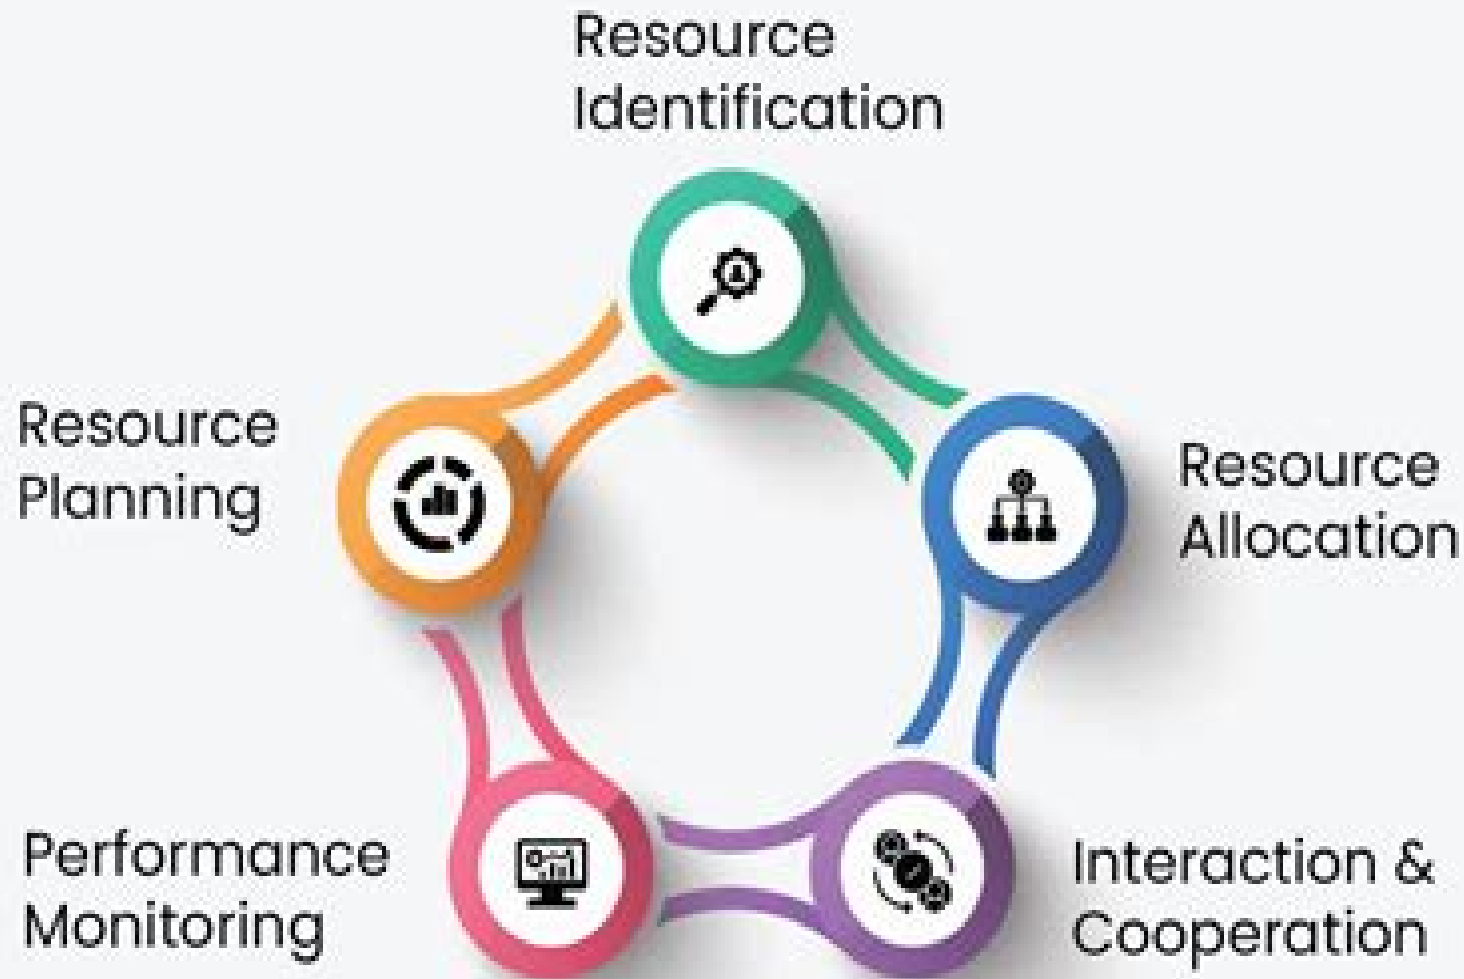 Resource
Identification
Resource
Planning
Resource
Allocation
Performance
Monitoring
Interaction &
Cooperation